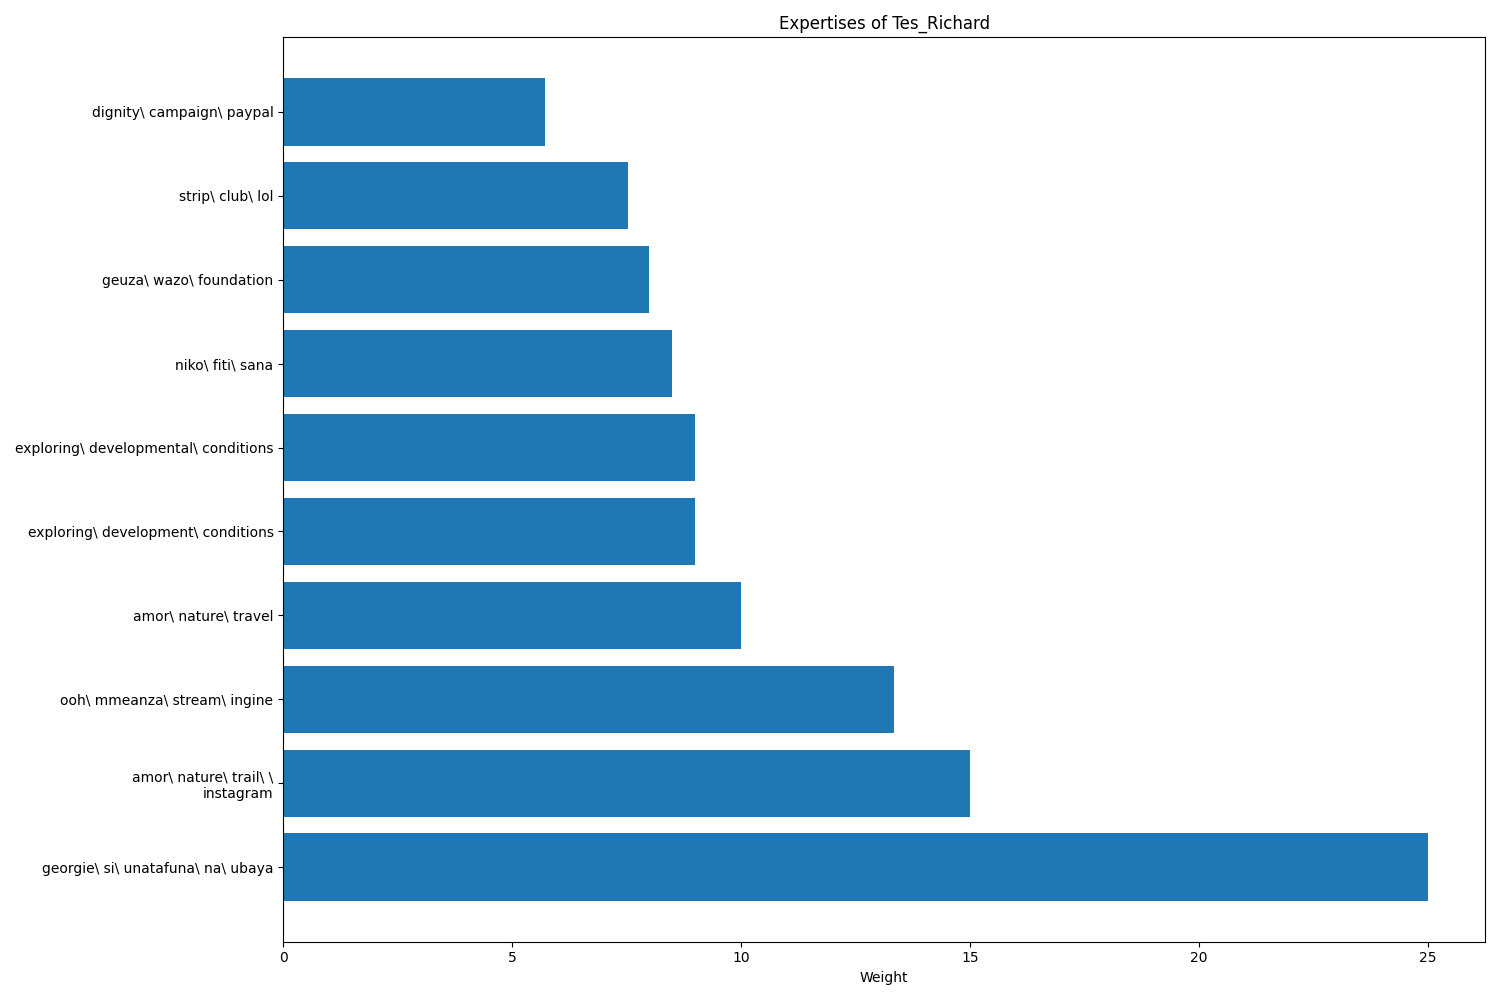 Expertises of Tes_Richard
dignity\ campaign\ paypal
strip\ club\ lol
geuza\ wazo\ foundation
niko\ fiti\ sana
exploring\ developmental\ conditions
exploring\ development\ conditions
amor\ nature\ travel
ooh\ mmeanza\ stream\ ingine
amor\ nature\ trail\ \
instagram
georgie\ si\ unatafuna\ na\ ubaya
0 5 10 15 20 25
Weight